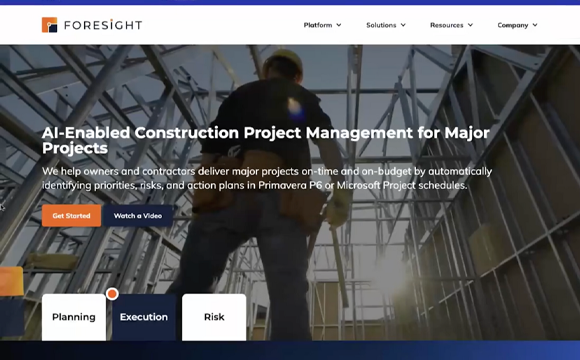 FORESIGHT
Platform
Solutions
Resources
Company
AI-Enabled Construction Project Management for Major
Projects
We help owners and contractors deliver major projects on-time and on-budget by automatically
identifying priorities, risks, and action plans in Primavera P6 or Microsoft Project schedules.
Get Started
Watch a Video
Planning
Execution
Risk